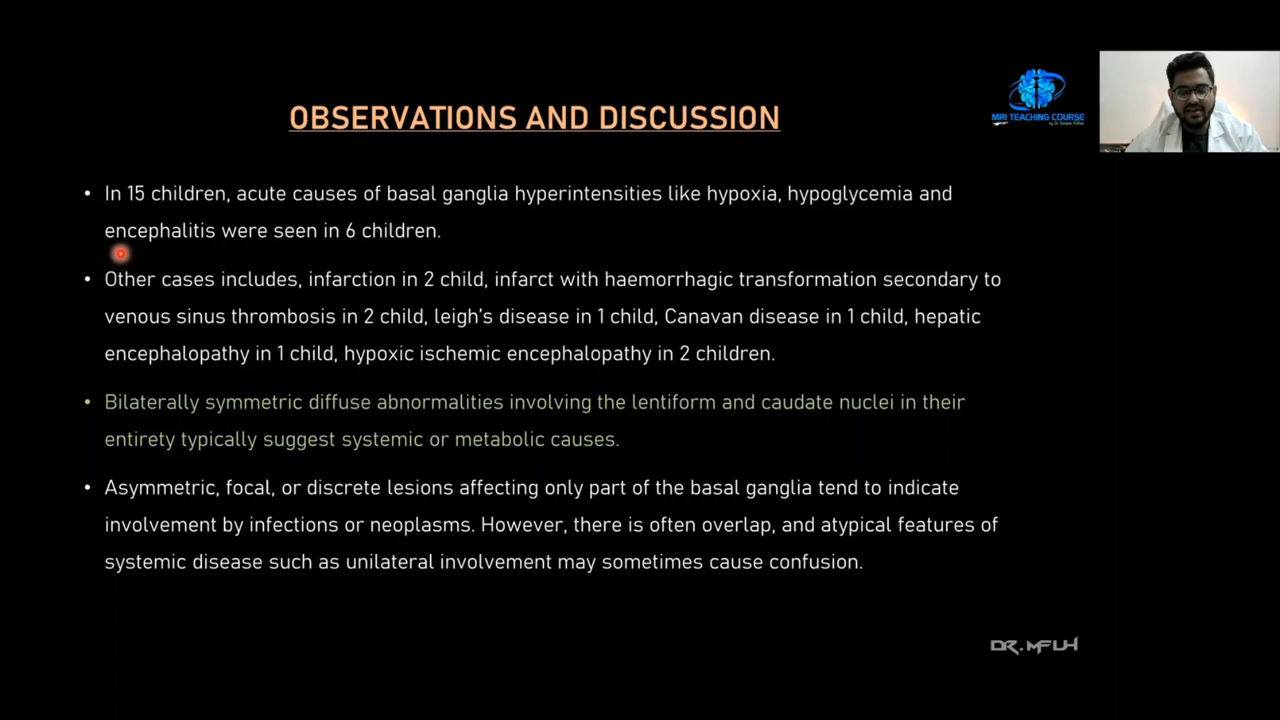 OBSERVATIONS AND DISCUSSION
MRI TEACHING COURSE
• In 15 children, acute causes of basal ganglia hyperintensities like hypoxia, hypoglycemia and
encephalitis were seen in 6 children.
• Other cases includes, infarction in 2 child, infarct with haemorrhagic transformation secondary to
venous sinus thrombosis in 2 child, leigh's disease in 1 child, Canavan disease in 1 child, hepatic
encephalopathy in 1 child, hypoxic ischemic encephalopathy in 2 children.
• Bilaterally symmetric diffuse abnormalities involving the lentiform and caudate nuclei in their
entirety typically suggest systemic or metabolic causes.
• Asymmetric, focal, or discrete lesions affecting only part of the basal ganglia tend to indicate
involvement by infections or neoplasms. However, there is often overlap, and atypical features of
systemic disease such as unilateral involvement may sometimes cause confusion.